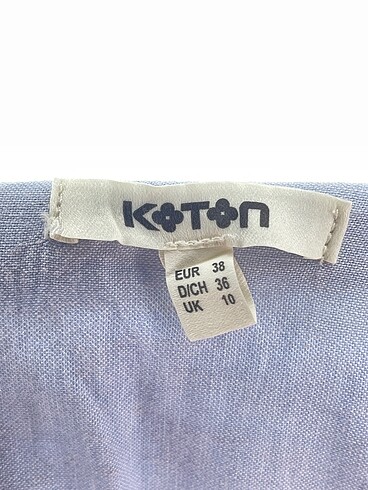 KOTON
EUR 38
D/CH 36
UK 10